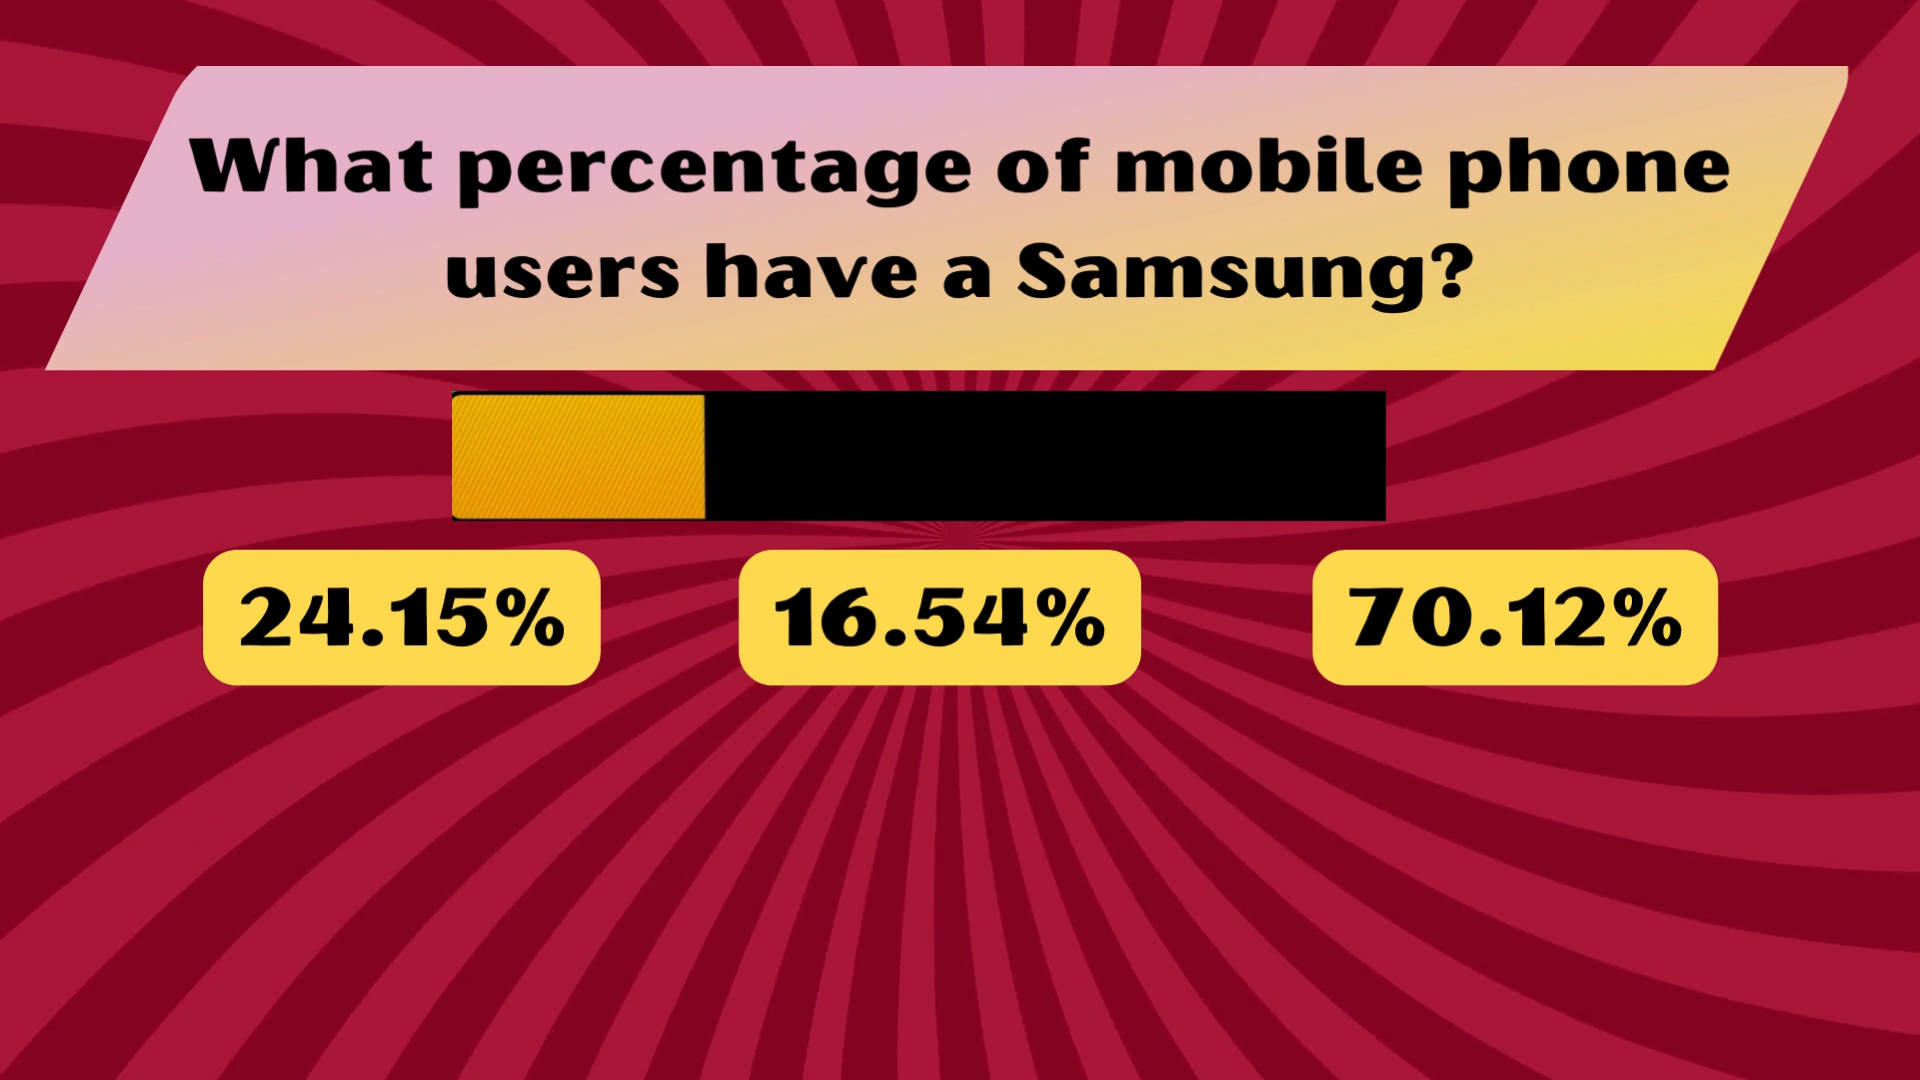 What percentage of mobile phone
users have a Samsung?
24.15%
16.54%
70.12%